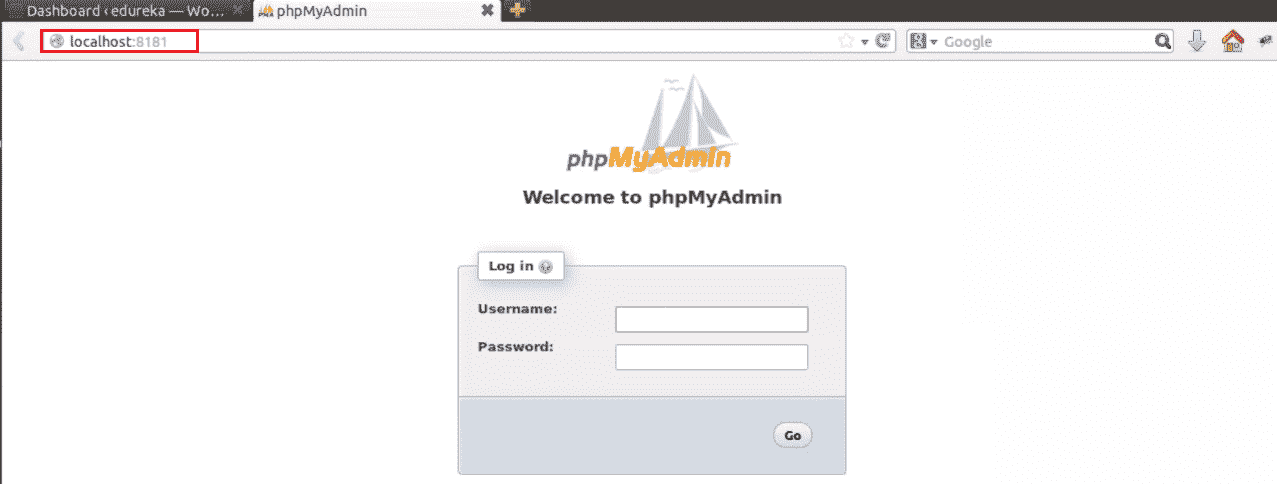 Dashboard ‹ edureka — Wo...
phpMyAdmin
localhost:8181
Google
phpMyAdmin
Welcome to phpMyAdmin
Log in
Username:
Password:
Go